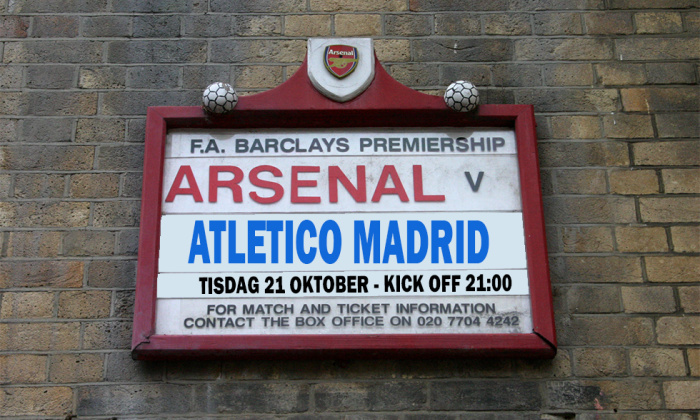 Arsenal
F.A. BARCLAYS PREMIERSHIP
ARSENAL V
ATLETICO MADRID
TISDAG 21 OKTOBER - KICK OFF 21:00
FOR MATCH AND TICKET INFORMATION
CONTACT THE BOX OFFICE ON 020 7704 4242